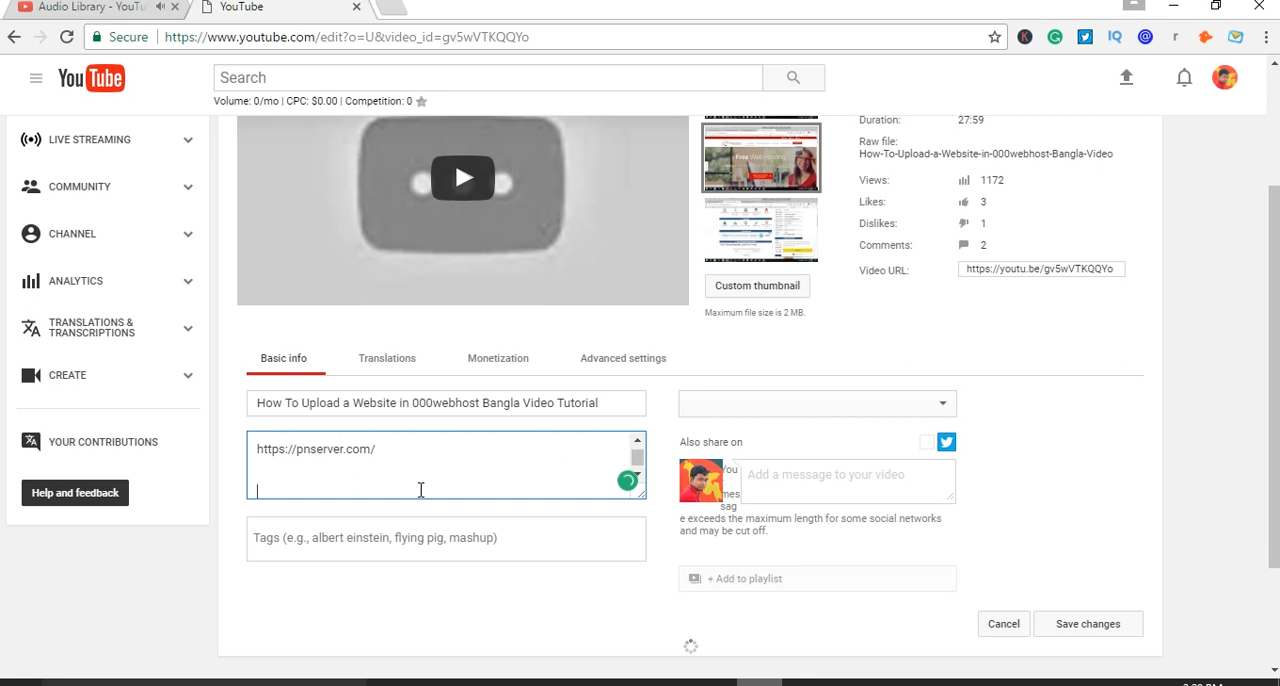 Audio Library - YouTu
YouTube
Secure
https://www.youtube.com/edit?o=U&video_id=gv5wVTKQQYo
YouTube
Search
Volume: 0/mo | CPC: $0.00 | Competition: 0
LIVE STREAMING
COMMUNITY
CHANNEL
ANALYTICS
TRANSLATIONS &
TRANSCRIPTIONS
CREATE
YOUR CONTRIBUTIONS
Help and feedback
Free Web Hosting
Custom thumbnail
Maximum file size is 2 MB.
Duration: 27:59
Raw file:
How-To-Upload-a-Website-in-000webhost-Bangla-Video
Views: 1172
Likes: 3
Dislikes: 1
Comments: 2
Video URL: https://youtu.be/gv5wVTKQQYo
Basic info
Translations
Monetization
Advanced settings
How To Upload a Website in 000webhost Bangla Video Tutorial
https://pnserver.com/
Tags (e.g., albert einstein, flying pig, mashup)
Also share on
Add a message to your video
You
mes
sag
e exceeds the maximum length for some social networks
and may be cut off.
+ Add to playlist
Cancel
Save changes